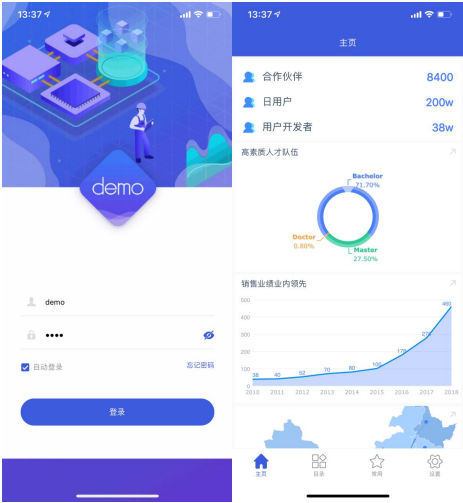 13:37
demo
demo
自动登录
忘记密码
登录
13:37
主页
合作伙伴 8400
日用户 200w
用户开发者 38w
高素质人才队伍
Bachelor
71.70%
Doctor
0.80%
Master
27.50%
销售业绩业内领先
500
400
300
200
100
0
38 40 52 70 80 100 179 276 460
2010 2011 2012 2013 2014 2015 2016 2017 2018
主页 目录 常用 设置